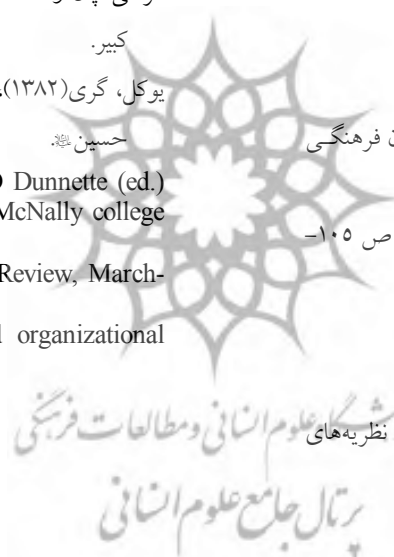 کبیر.
یوکل، گری(۱۳۸۲)،
حسین
ن فرهنگی
Dunnette (ed.)
McNally college
ص ۱۰۵-
Review, March-
organizational
پژوهشگاه علوم انسانی و مطالعات فرهنگی
نظریه‌های
پرتال جامع علوم انسانی